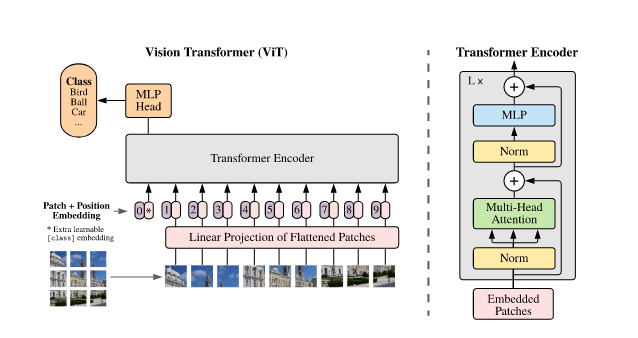 Vision Transformer (ViT)
Class
Bird
Ball
Car
...
MLP
Head
Transformer Encoder
Patch + Position
Embedding
0 * 1 2 3 4 5 6 7 8 9
* Extra learnable
[class] embedding
Linear Projection of Flattened Patches
Transformer Encoder
L x
+
MLP
Norm
+
Multi-Head
Attention
Norm
Embedded
Patches